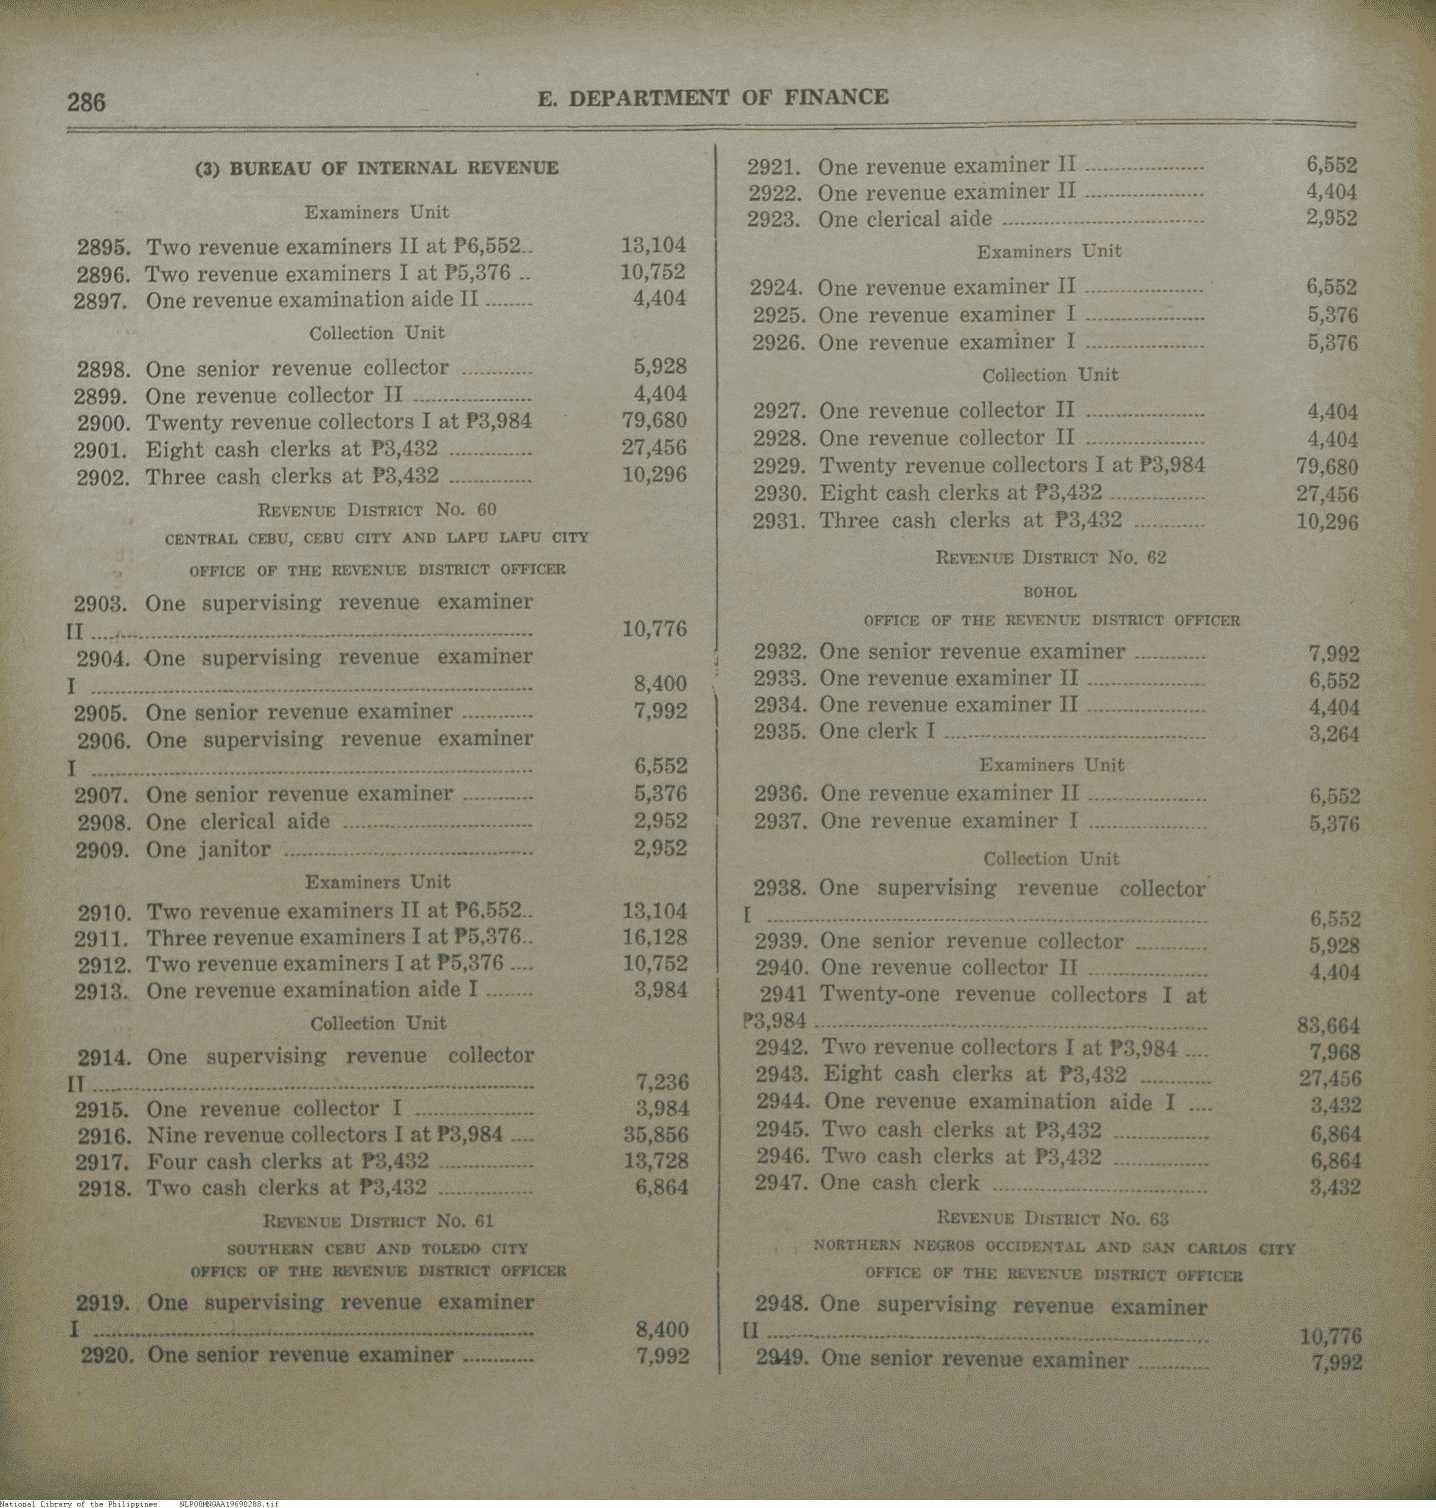 286
E. DEPARTMENT OF FINANCE
(3) BUREAU OF INTERNAL REVENUE
Examiners Unit
2895. Two revenue examiners II at ₱6,552.. 13,104
2896. Two revenue examiners I at ₱5,376 .. 10,752
2897. One revenue examination aide II ........ 4,404
Collection Unit
2898. One senior revenue collector ............ 5,928
2899. One revenue collector II .................... 4,404
2900. Twenty revenue collectors I at ₱3,984 79,680
2901. Eight cash clerks at ₱3,432 .............. 27,456
2902. Three cash clerks at ₱3,432 .............. 10,296
REVENUE DISTRICT NO. 60
CENTRAL CEBU, CEBU CITY AND LAPU LAPU CITY
OFFICE OF THE REVENUE DISTRICT OFFICER
2903. One supervising revenue examiner
II .......................................................................... 10,776
2904. One supervising revenue examiner
I .......................................................................... 8,400
2905. One senior revenue examiner ............ 7,992
2906. One supervising revenue examiner
I .......................................................................... 6,552
2907. One senior revenue examiner ............ 5,376
2908. One clerical aide ................................ 2,952
2909. One janitor .......................................... 2,952
Examiners Unit
2910. Two revenue examiners II at ₱6,552.. 13,104
2911. Three revenue examiners I at ₱5,376.. 16,128
2912. Two revenue examiners I at ₱5,376 .... 10,752
2913. One revenue examination aide I ........ 3,984
Collection Unit
2914. One supervising revenue collector
II .......................................................................... 7,236
2915. One revenue collector I .................... 3,984
2916. Nine revenue collectors I at ₱3,984 .... 35,856
2917. Four cash clerks at ₱3,432 ................ 13,728
2918. Two cash clerks at ₱3,432 ................ 6,864
REVENUE DISTRICT NO. 61
SOUTHERN CEBU AND TOLEDO CITY
OFFICE OF THE REVENUE DISTRICT OFFICER
2919. One supervising revenue examiner
I .......................................................................... 8,400
2920. One senior revenue examiner ............ 7,992
2921. One revenue examiner II .................... 6,552
2922. One revenue examiner II .................... 4,404
2923. One clerical aide .................................. 2,952
Examiners Unit
2924. One revenue examiner II .................... 6,552
2925. One revenue examiner I .................... 5,376
2926. One revenue examiner I .................... 5,376
Collection Unit
2927. One revenue collector II .................... 4,404
2928. One revenue collector II .................... 4,404
2929. Twenty revenue collectors I at ₱3,984 79,680
2930. Eight cash clerks at ₱3,432 ................ 27,456
2931. Three cash clerks at ₱3,432 ............ 10,296
REVENUE DISTRICT NO. 62
BOHOL
OFFICE OF THE REVENUE DISTRICT OFFICER
2932. One senior revenue examiner ............ 7,992
2933. One revenue examiner II .................... 6,552
2934. One revenue examiner II .................... 4,404
2935. One clerk I ............................................ 3,264
Examiners Unit
2936. One revenue examiner II .................... 6,552
2937. One revenue examiner I .................... 5,376
Collection Unit
2938. One supervising revenue collector
I .......................................................................... 6,552
2939. One senior revenue collector ............ 5,928
2940. One revenue collector II .................... 4,404
2941 Twenty-one revenue collectors I at
₱3,984 .................................................................. 83,664
2942. Two revenue collectors I at ₱3,984 .... 7,968
2943. Eight cash clerks at ₱3,432 ............ 27,456
2944. One revenue examination aide I .... 3,432
2945. Two cash clerks at ₱3,432 ................ 6,864
2946. Two cash clerks at ₱3,432 ................ 6,864
2947. One cash clerk .................................... 3,432
REVENUE DISTRICT NO. 63
NORTHERN NEGROS OCCIDENTAL AND SAN CARLOS CITY
OFFICE OF THE REVENUE DISTRICT OFFICER
2948. One supervising revenue examiner
II .......................................................................... 10,776
2949. One senior revenue examiner ............ 7,992
National Library of the Philippines NLPOOMNGAA19690288.tif